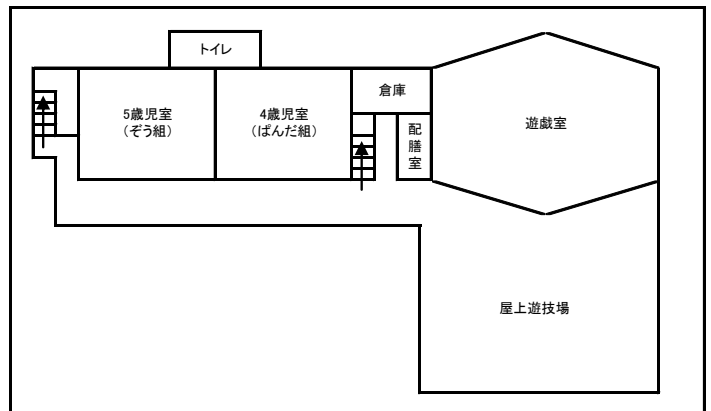 トイレ
5歳児室
（ぞう組）
4歳児室
（ぱんだ組）
倉庫
配
膳
室
遊戯室
屋上遊技場